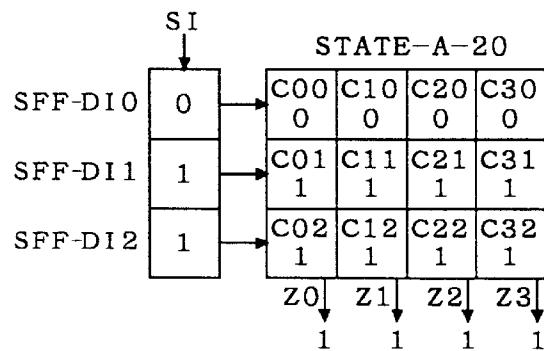 SI
STATE-A-20
SFF-DI0 0 C00 C10 C20 C30
0 0 0 0
SFF-DI1 1 C01 C11 C21 C31
1 1 1 1
SFF-DI2 1 C02 C12 C22 C32
1 1 1 1
Z0 Z1 Z2 Z3
1 1 1 1